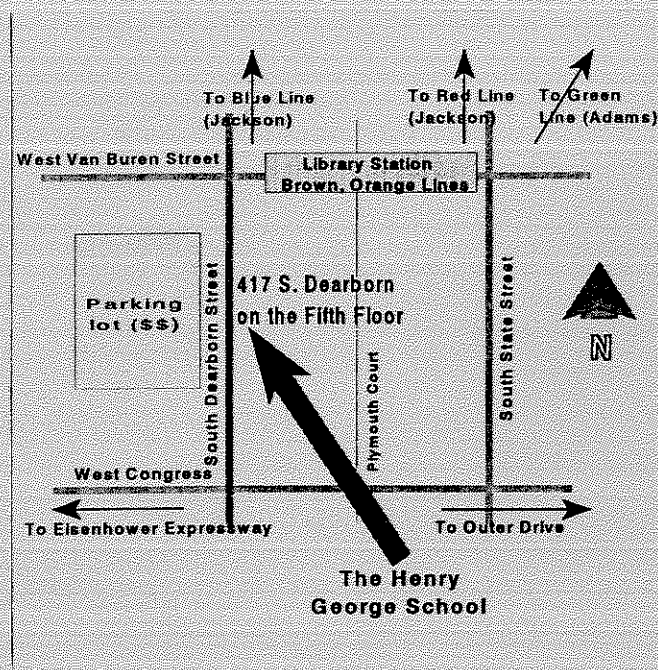 To Blue Line
(Jackson)
To Red Line
(Jackson)
To Green
Line (Adams)
West Van Buren Street
Library Station
Brown, Orange Lines
Parking
lot ($$)
South Dearborn Street
417 S. Dearborn
on the Fifth Floor
Plymouth Court
South State Street
N
West Congress
To Eisenhower Expressway
To Outer Drive
The Henry
George School